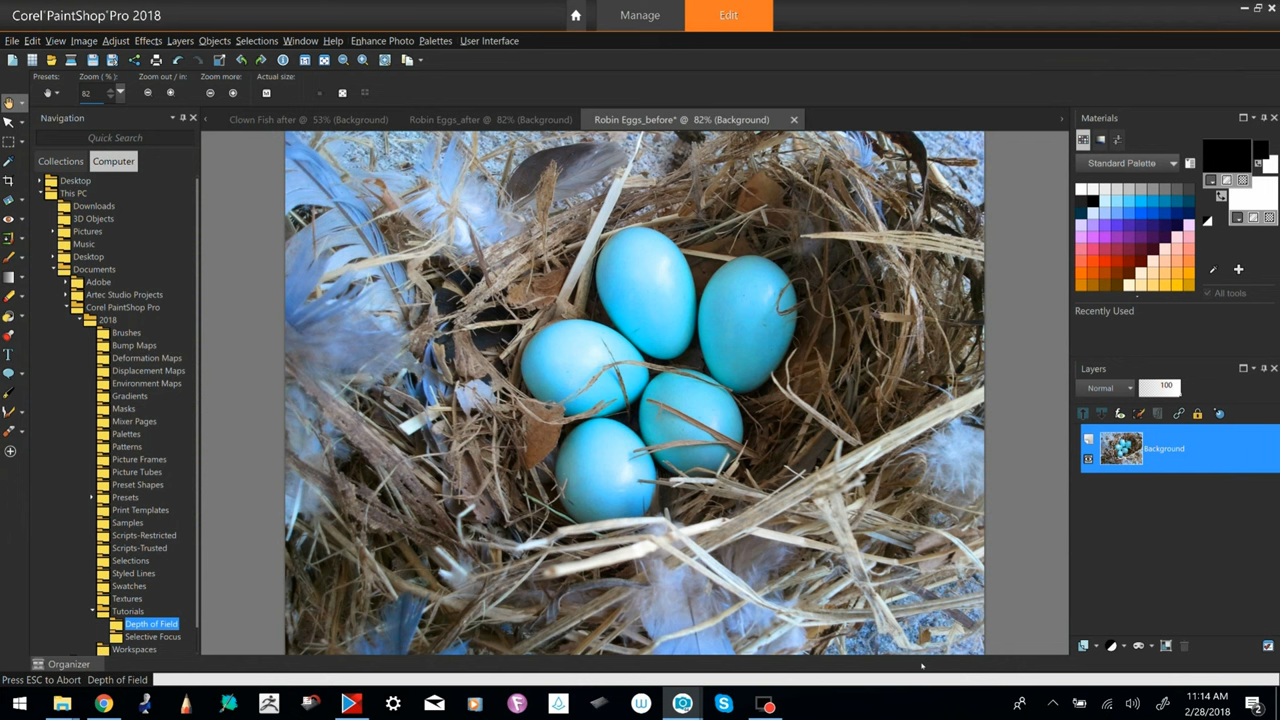 Corel® PaintShop® Pro 2018
Manage
Edit
File Edit View Image Adjust Effects Layers Objects Selections Window Help Enhance Photo Palettes User Interface
Presets: Zoom ( % ): Zoom out / in: Zoom more: Actual size:
82
Navigation
Quick Search
Collections Computer
Desktop
This PC
Downloads
3D Objects
Pictures
Music
Desktop
Documents
Adobe
Artec Studio Projects
Corel PaintShop Pro
2018
Brushes
Bump Maps
Deformation Maps
Displacement Maps
Environment Maps
Gradients
Masks
Mixer Pages
Palettes
Patterns
Picture Frames
Picture Tubes
Preset Shapes
Presets
Print Templates
Samples
Scripts-Restricted
Scripts-Trusted
Selections
Styled Lines
Swatches
Textures
Tutorials
Depth of Field
Selective Focus
Workspaces
Organizer
Clown Fish after @ 53% (Background)
Robin Eggs_after @ 82% (Background)
Robin Eggs_before* @ 82% (Background)
Materials
Standard Palette
All tools
Recently Used
Layers
Normal
100
Background
Press ESC to Abort Depth of Field
11:14 AM
2/28/2018
2